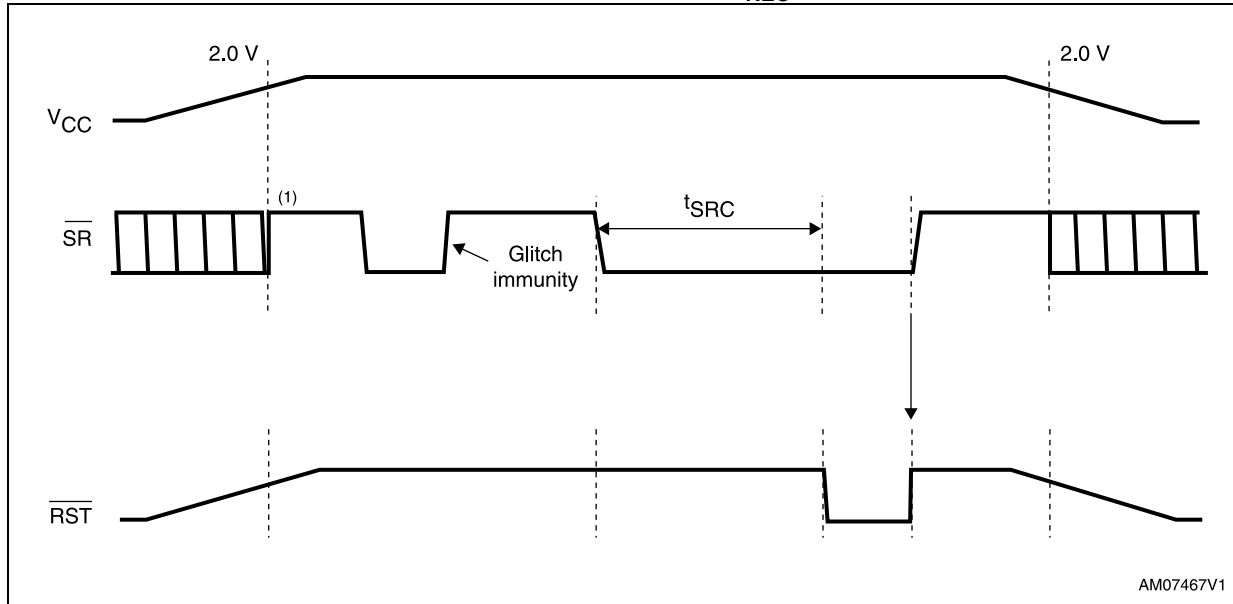 2.0 V
2.0 V
VCC
(1)
SR
tSRC
Glitch
immunity
RST
AM07467V1